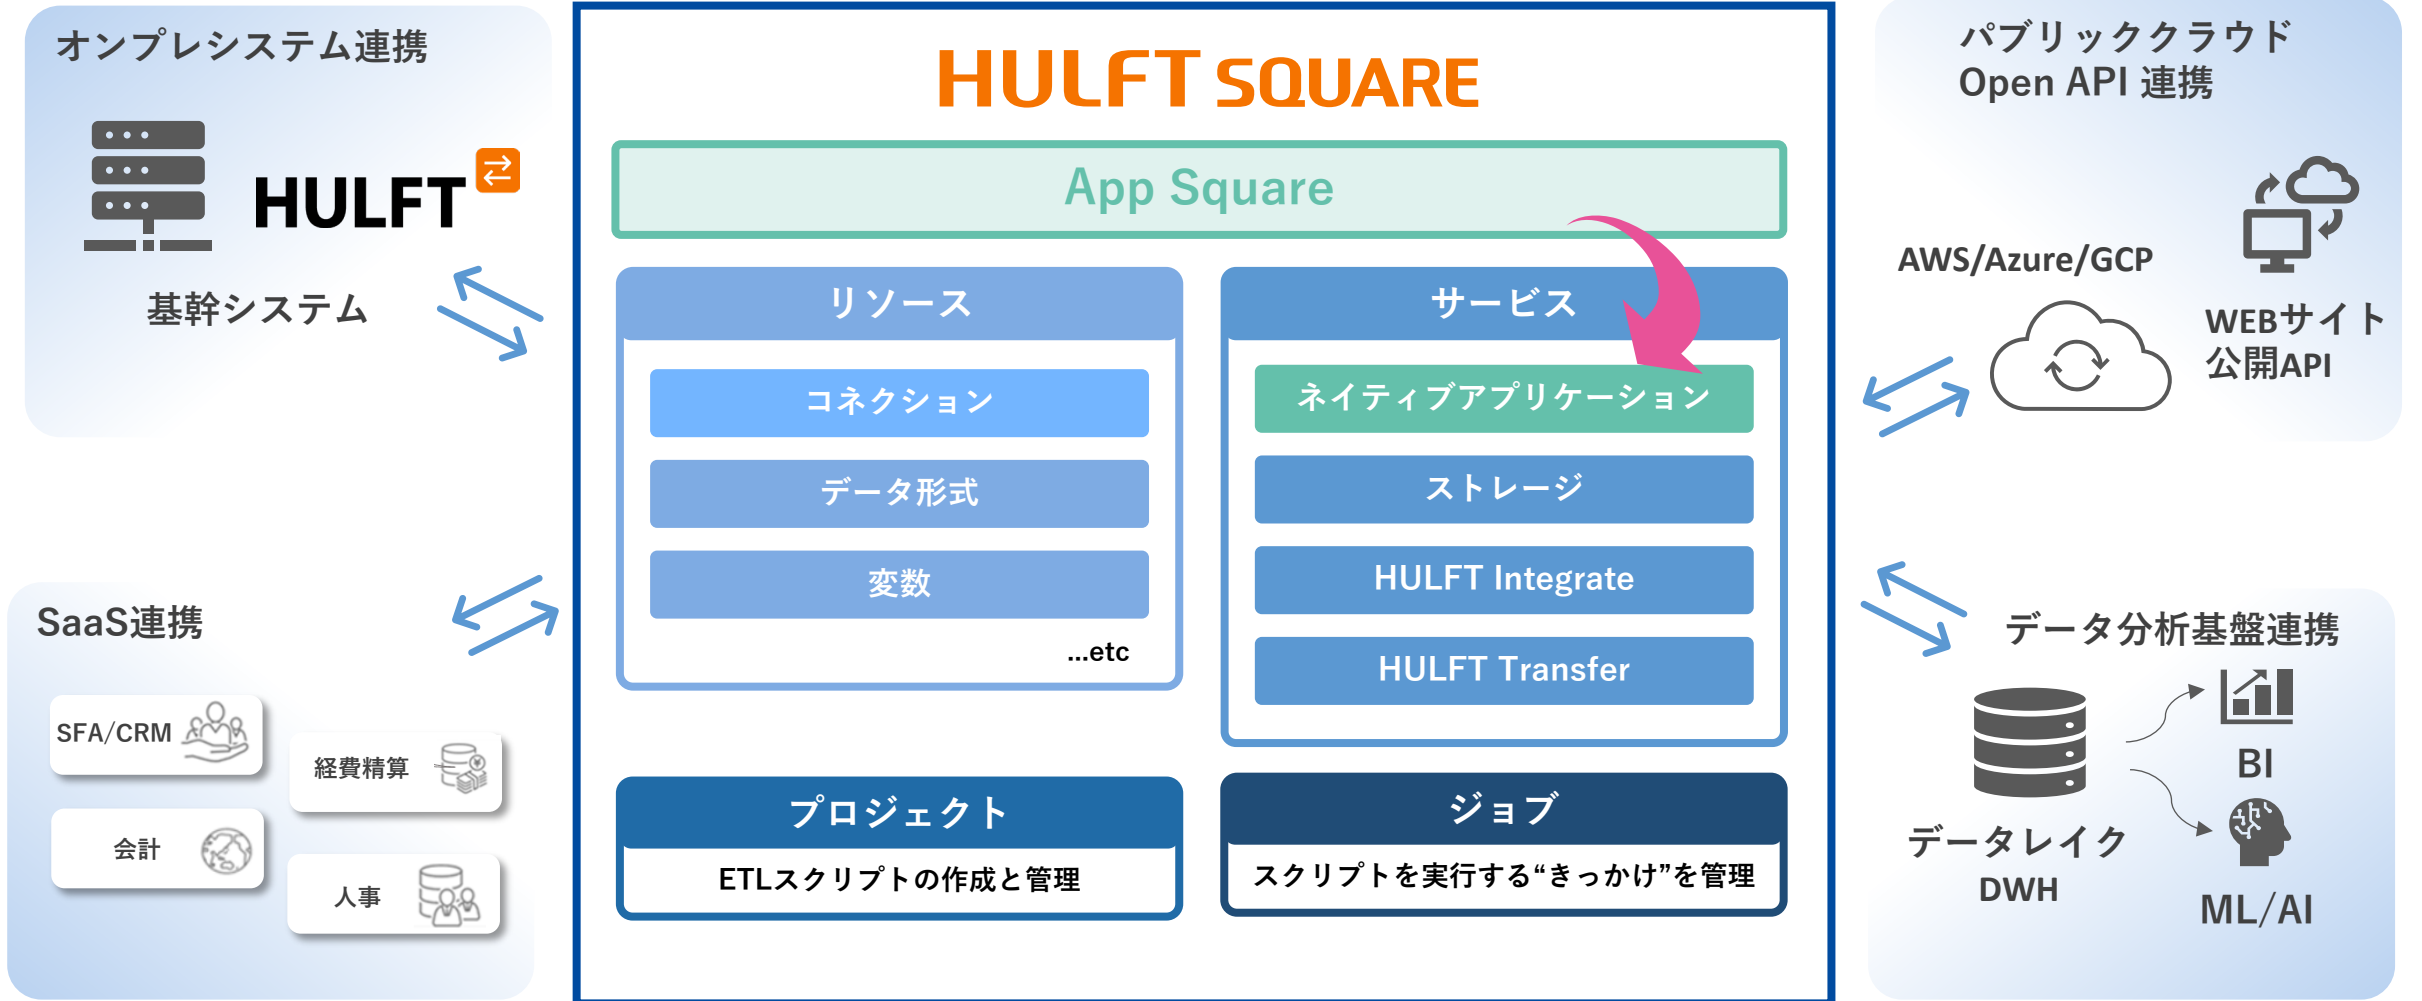 オンプレシステム連携
HULFT
基幹システム
SaaS連携
SFA/CRM
経費精算
会計
人事
HULFT SQUARE
App Square
リソース
コネクション
データ形式
変数
...etc
サービス
ネイティブアプリケーション
ストレージ
HULFT Integrate
HULFT Transfer
プロジェクト
ETLスクリプトの作成と管理
ジョブ
スクリプトを実行する“きっかけ”を管理
パブリッククラウド
Open API 連携
AWS/Azure/GCP
WEBサイト
公開API
データ分析基盤連携
データレイク
DWH
BI
ML/AI